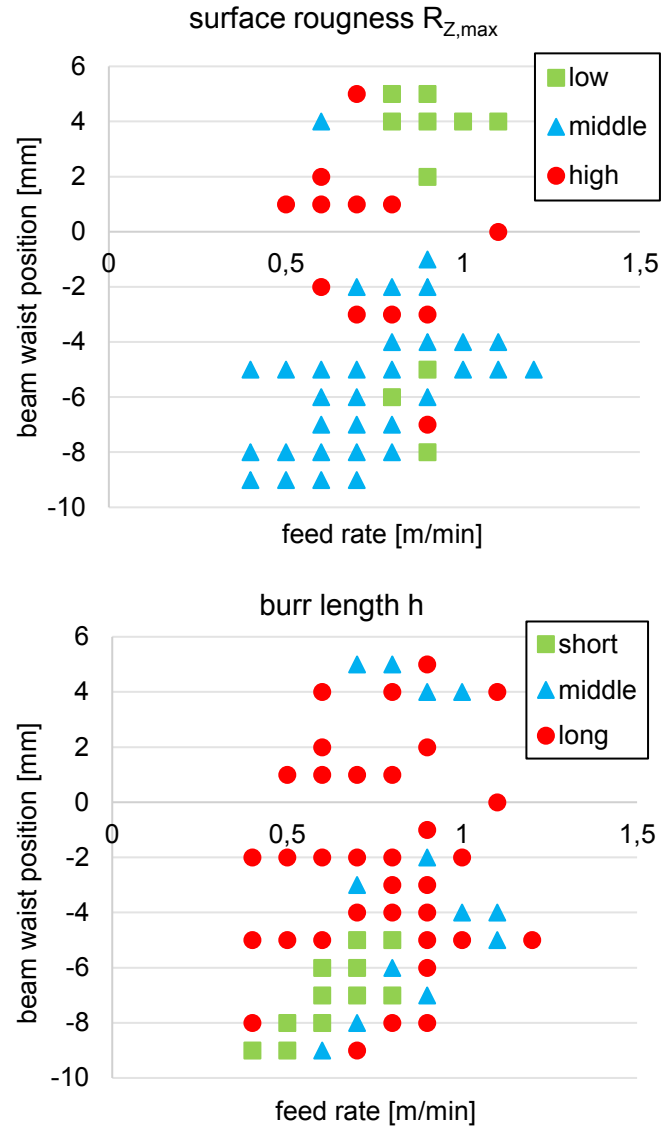 surface rougness R_Z,max
6
4
2
0
-2
-4
-6
-8
-10
0
0,5
1
1,5
beam waist position [mm]
feed rate [m/min]
low
middle
high
burr length h
6
4
2
0
-2
-4
-6
-8
-10
0
0,5
1
1,5
beam waist position [mm]
feed rate [m/min]
short
middle
long